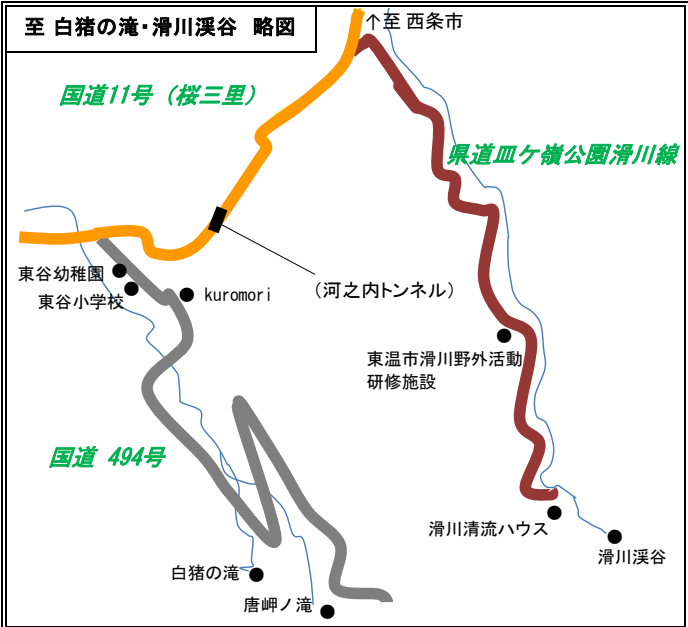 至 白猪の滝・滑川渓谷 略図
↑至 西条市
国道11号（桜三里）
県道皿ケ嶺公園滑川線
東谷幼稚園
東谷小学校
kuromori
（河之内トンネル）
東温市滑川野外活動
研修施設
国道 494号
滑川清流ハウス
滑川渓谷
白猪の滝
唐岬ノ滝